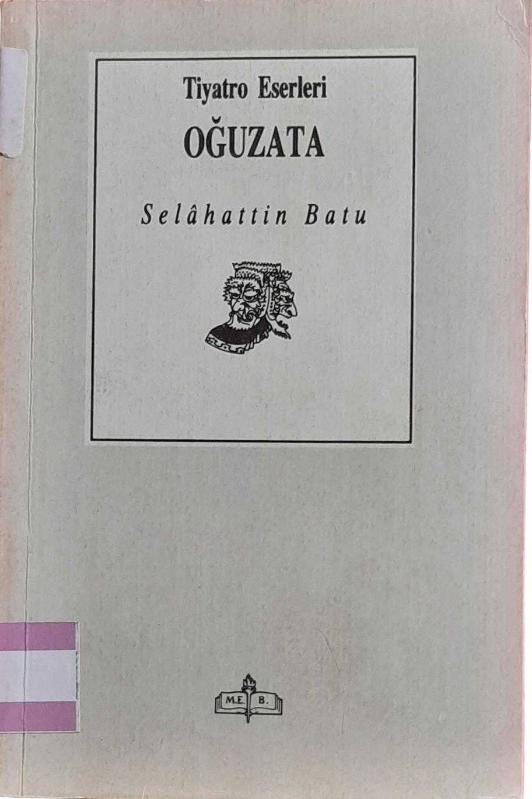 Tiyatro Eserleri
OĞUZATA
Selâhattin Batu
M.E B.